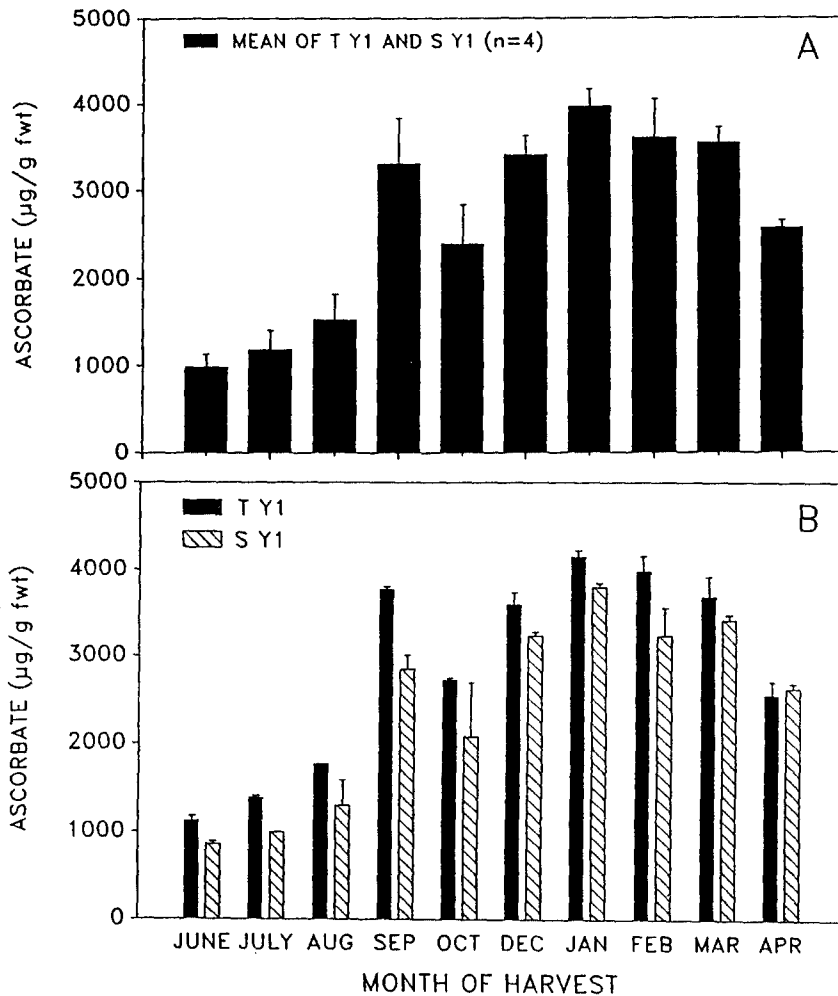 5000
4000
3000
2000
1000
0
ASCORBATE (µg/g fwt)
MEAN OF T Y1 AND S Y1 (n=4)
A
5000
4000
3000
2000
1000
0
ASCORBATE (µg/g fwt)
T Y1
S Y1
B
JUNE JULY AUG SEP OCT DEC JAN FEB MAR APR
MONTH OF HARVEST